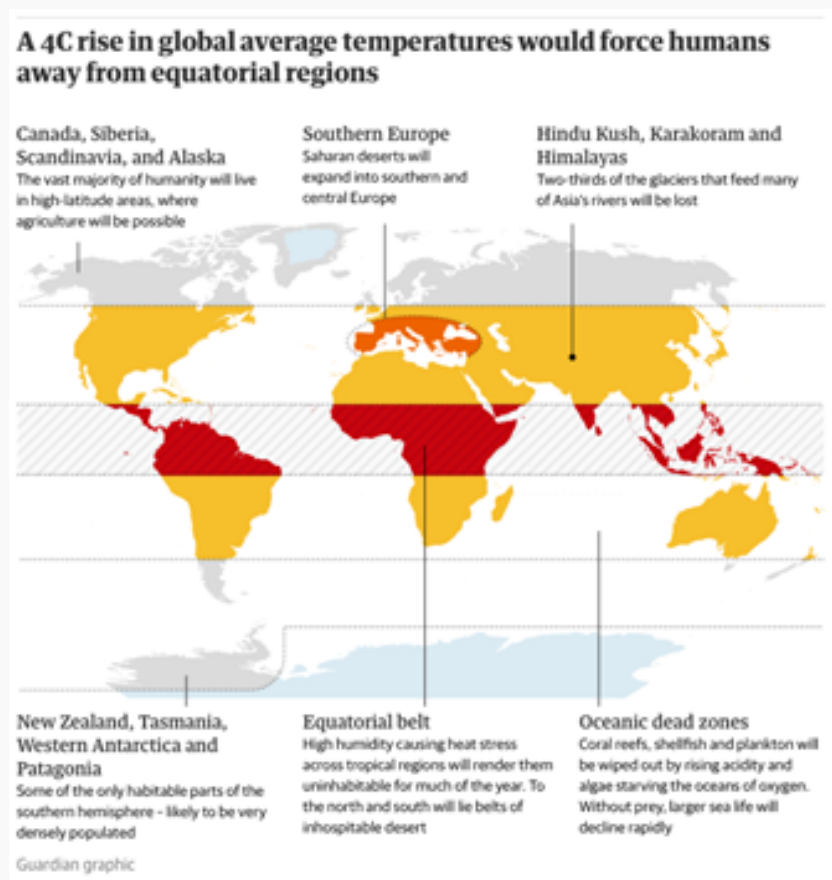 A 4C rise in global average temperatures would force humans
away from equatorial regions
Canada, Siberia,
Scandinavia, and Alaska
The vast majority of humanity will live
in high-latitude areas, where
agriculture will be possible
Southern Europe
Saharan deserts will
expand into southern and
central Europe
Hindu Kush, Karakoram and
Himalayas
Two-thirds of the glaciers that feed many
of Asia's rivers will be lost
New Zealand, Tasmania,
Western Antarctica and
Patagonia
Some of the only habitable parts of the
southern hemisphere - likely to be very
densely populated
Equatorial belt
High humidity causing heat stress
across tropical regions will render them
uninhabitable for much of the year. To
the north and south will lie belts of
inhospitable desert
Oceanic dead zones
Coral reefs, shellfish and plankton will
be wiped out by rising acidity and
algae starving the oceans of oxygen.
Without prey, larger sea life will
decline rapidly
Guardian graphic